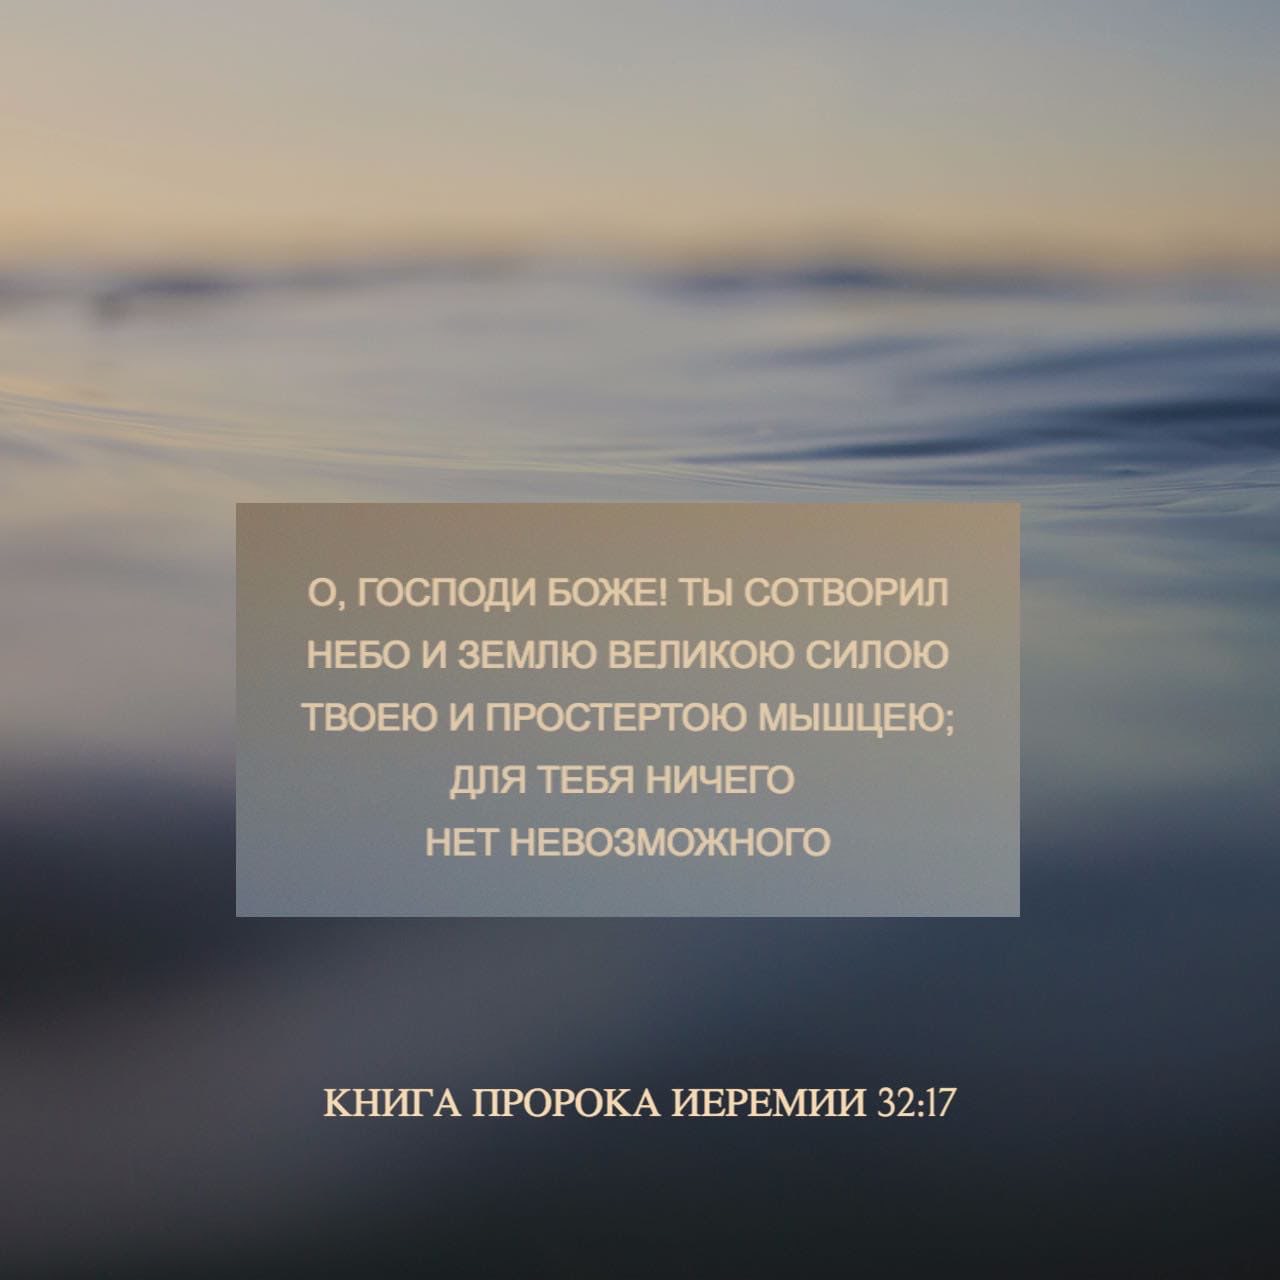 О, ГОСПОДИ БОЖЕ! ТЫ СОТВОРИЛ
НЕБО И ЗЕМЛЮ ВЕЛИКОЮ СИЛОЮ
ТВОЕЮ И ПРОСТЕРТОЮ МЫШЦЕЮ;
ДЛЯ ТЕБЯ НИЧЕГО
НЕТ НЕВОЗМОЖНОГО
КНИГА ПРОРОКА ИЕРЕМИИ 32:17